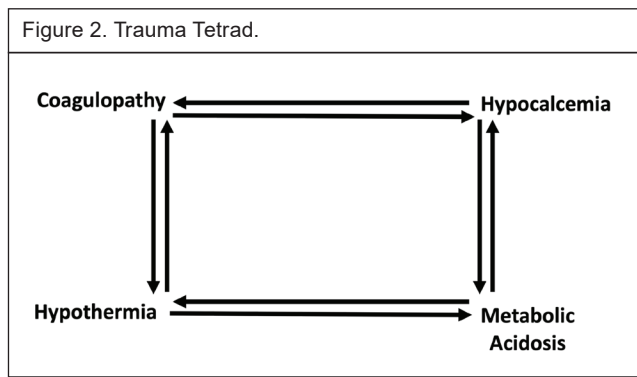 Figure 2. Trauma Tetrad.
Coagulopathy
Hypocalcemia
Hypothermia
Metabolic
Acidosis